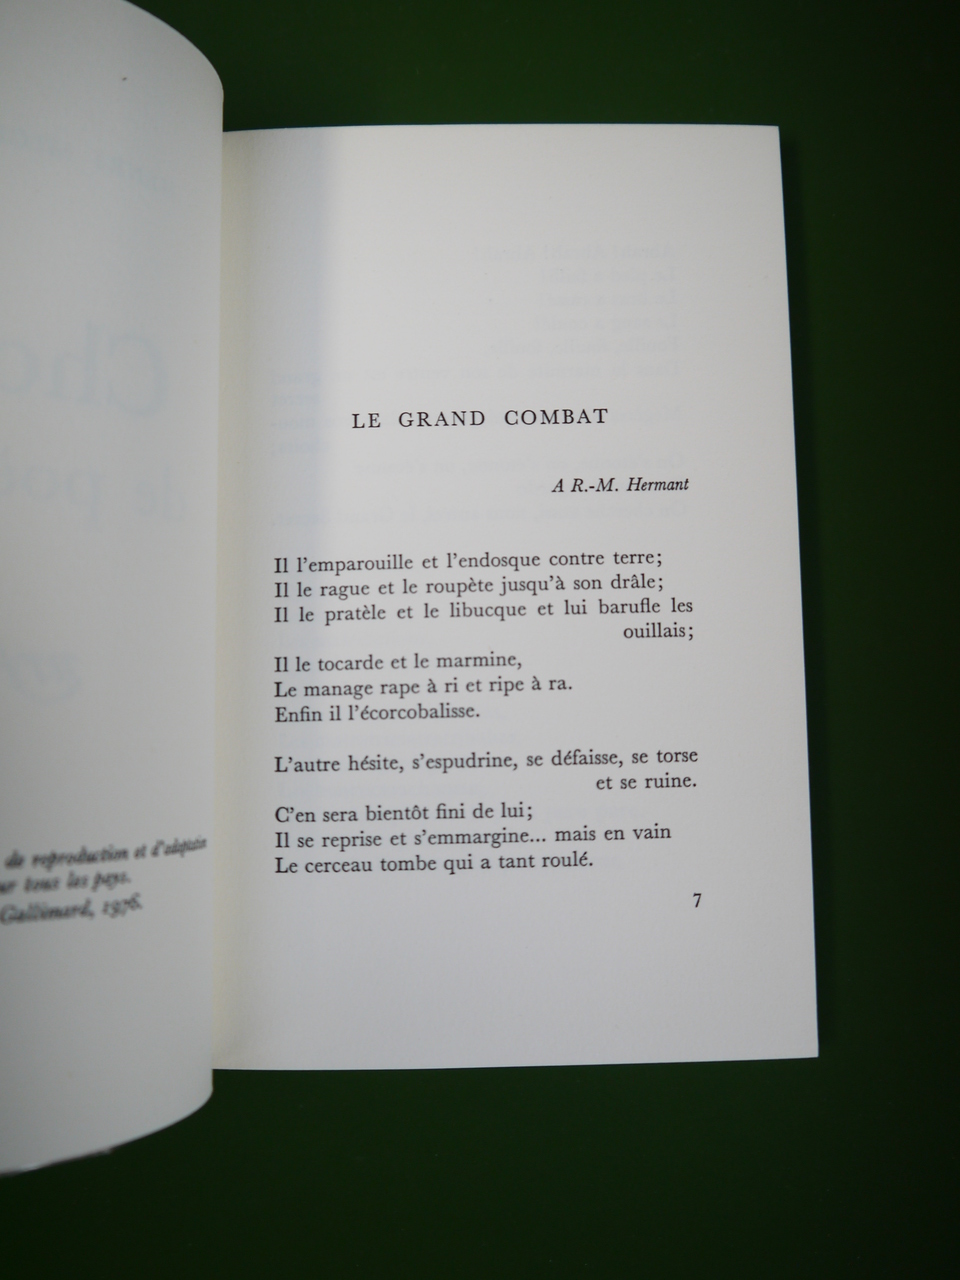 de reproduction et d'adaptation
tous les pays.
Gallimard, 1976.
LE GRAND COMBAT
A R.-M. Hermant
Il l'emparouille et l'endosque contre terre;
Il le rague et le roupète jusqu'à son drâle;
Il le pratèle et le libucque et lui barufle les
ouillais;
Il le tocarde et le marmine,
Le manage rape à ri et ripe à ra.
Enfin il l'écorcobalisse.
L'autre hésite, s'espudrine, se défaisse, se torse
et se ruine.
C'en sera bientôt fini de lui;
Il se reprise et s'emmargine... mais en vain
Le cerceau tombe qui a tant roulé.
7